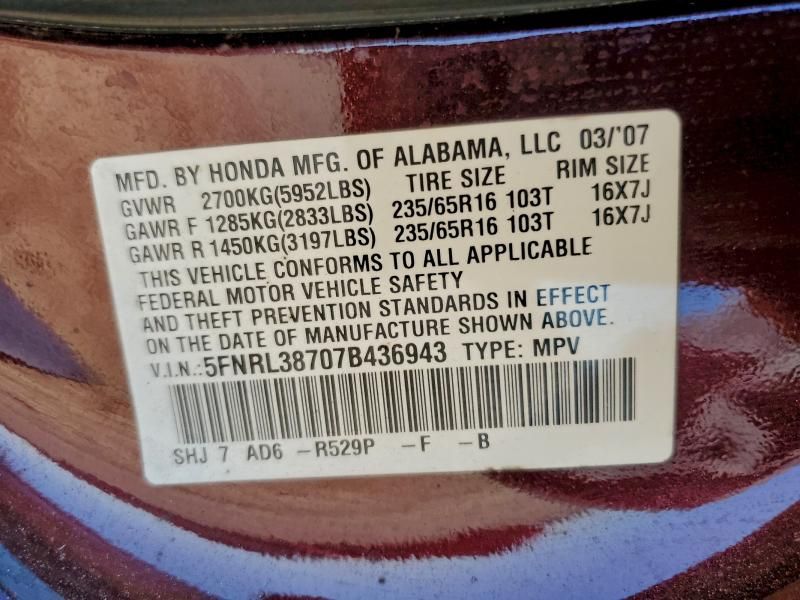 MFD. BY HONDA MFG. OF ALABAMA, LLC 03/'07
GVWR 2700KG(5952LBS) TIRE SIZE RIM SIZE
GAWR F 1285KG(2833LBS) 235/65R16 103T 16X7J
GAWR R 1450KG(3197LBS) 235/65R16 103T 16X7J
THIS VEHICLE CONFORMS TO ALL APPLICABLE
FEDERAL MOTOR VEHICLE SAFETY
AND THEFT PREVENTION STANDARDS IN EFFECT
ON THE DATE OF MANUFACTURE SHOWN ABOVE.
V.I.N.:5FNRL38707B436943 TYPE: MPV
SHJ 7 AD6 -R529P -F -B